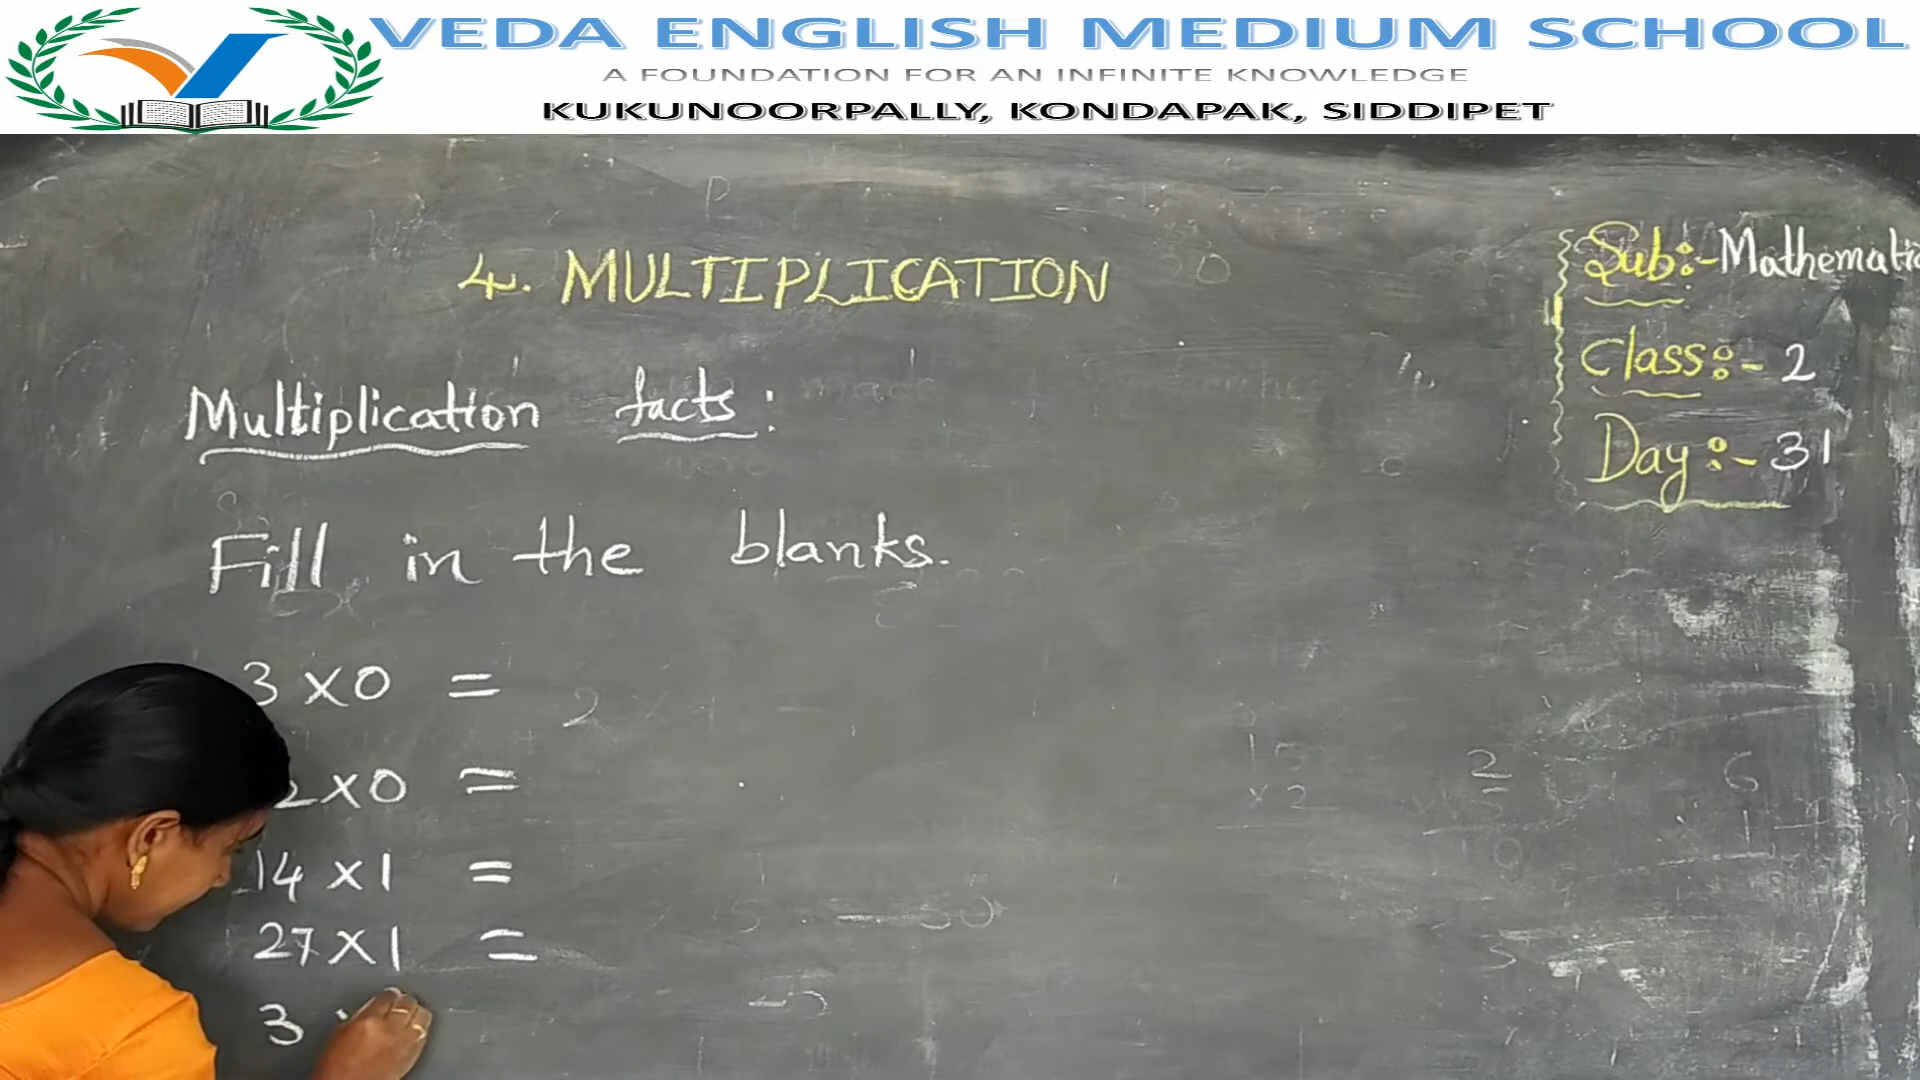 VEDA ENGLISH MEDIUM SCHOOL
A FOUNDATION FOR AN INFINITE KNOWLEDGE
KUKUNOORPALLY, KONDAPAK, SIDDIPET
Sub:- Mathematic
4. MULTIPLICATION
Class:- 2
Multiplication facts:
Day:- 31
Fill in the blanks.
3 × 0 =
2 × 0 =
14 × 1 =
27 × 1 =
3